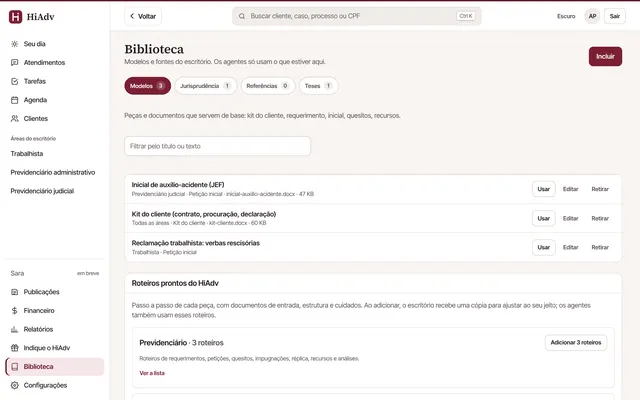 HiAdv
Voltar
Buscar cliente, caso, processo ou CPF
Ctrl K
Escuro
AP
Sair
Seu dia
Atendimentos
Tarefas
Agenda
Clientes
Áreas do escritório
Trabalhista
Previdenciário administrativo
Previdenciário judicial
Sara
em breve
Publicações
Financeiro
Relatórios
Indique o HiAdv
Biblioteca
Configurações
Biblioteca
Modelos e fontes do escritório. Os agentes só usam o que estiver aqui.
Incluir
Modelos 3
Jurisprudência 1
Referências 0
Teses 1
Peças e documentos que servem de base: kit do cliente, requerimento, inicial, quesitos, recursos.
Filtrar pelo título ou texto
Inicial de auxílio-acidente (JEF)
Previdenciário judicial · Petição inicial · inicial-auxilio-acidente.docx · 47 KB
Usar
Editar
Retirar
Kit do cliente (contrato, procuração, declaração)
Todas as áreas · Kit do cliente · kit-cliente.docx · 60 KB
Usar
Editar
Retirar
Reclamação trabalhista: verbas rescisórias
Trabalhista · Petição inicial
Usar
Editar
Retirar
Roteiros prontos do HiAdv
Passo a passo de cada peça, com documentos de entrada, estrutura e cuidados. Ao adicionar, o escritório recebe uma cópia para ajustar ao seu jeito; os agentes
também usam esses roteiros.
Previdenciário · 3 roteiros
Adicionar 3 roteiros
Roteiros de requerimentos, petições, quesitos, impugnações, réplica, recursos e análises.
Ver a lista